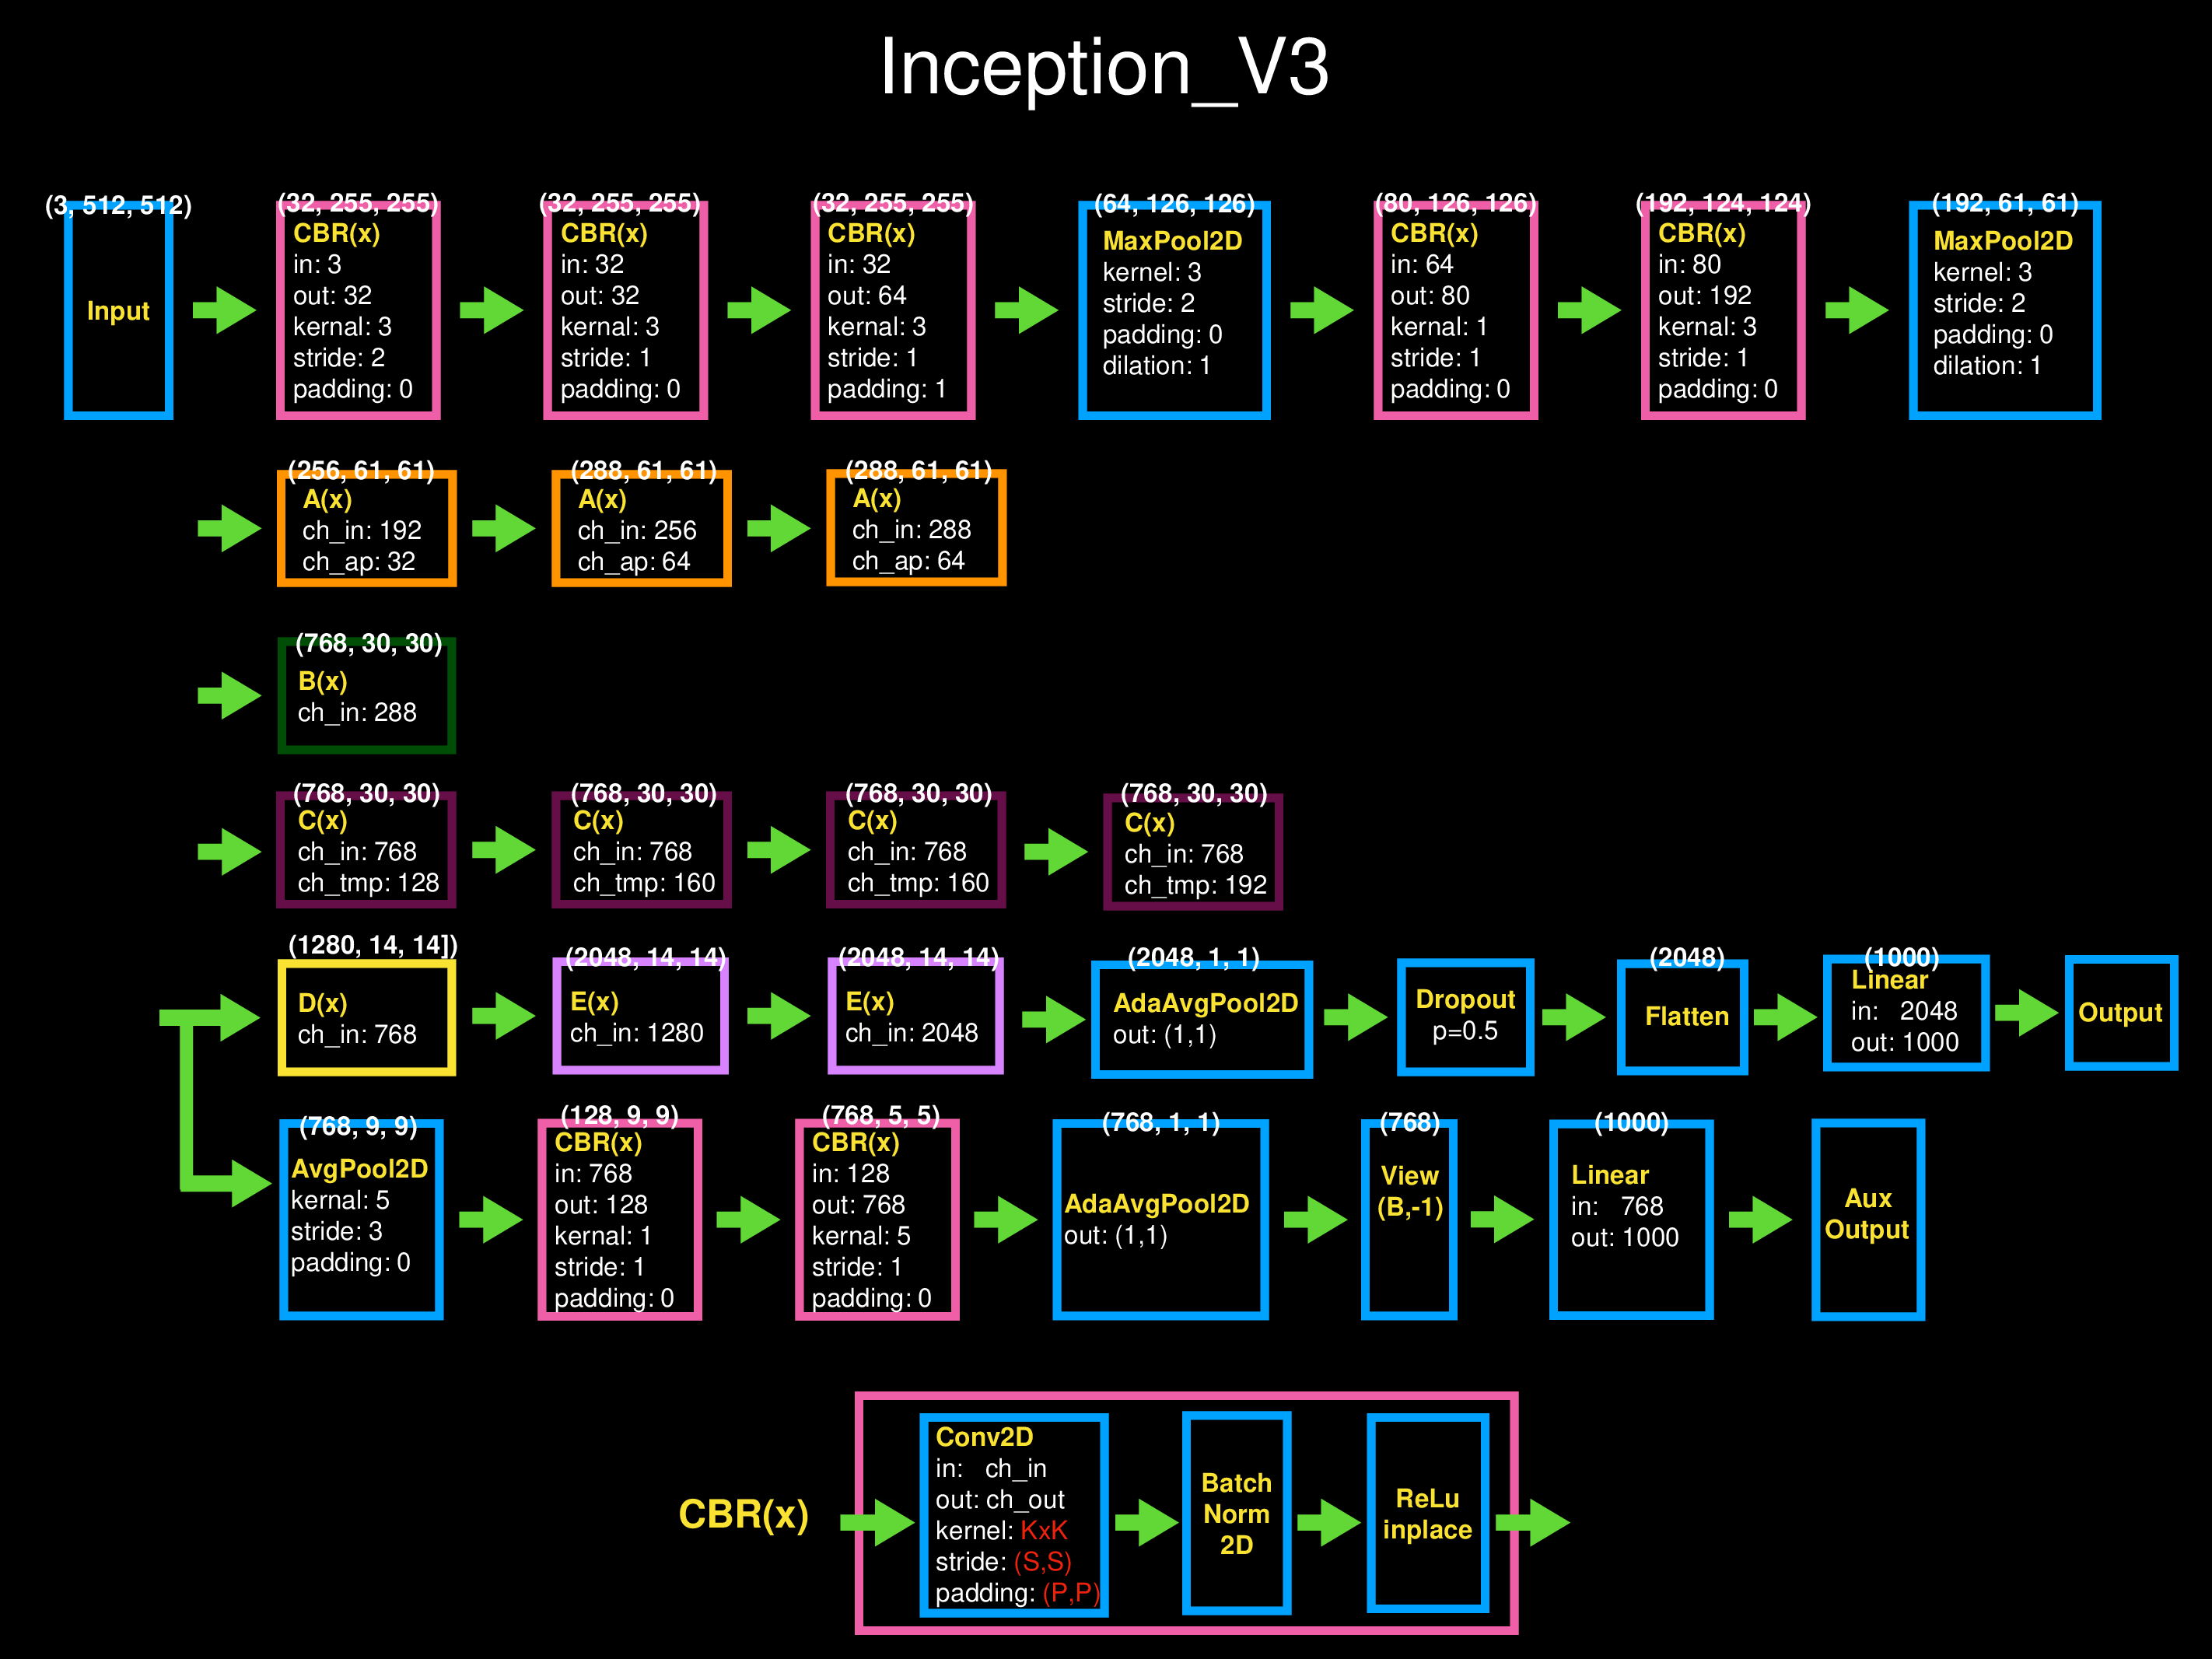 Inception_V3
(3, 512, 512)
Input
(32, 255, 255)
CBR(x)
in: 3
out: 32
kernal: 3
stride: 2
padding: 0
(32, 255, 255)
CBR(x)
in: 32
out: 32
kernal: 3
stride: 1
padding: 0
(32, 255, 255)
CBR(x)
in: 32
out: 64
kernal: 3
stride: 1
padding: 1
(64, 126, 126)
MaxPool2D
kernel: 3
stride: 2
padding: 0
dilation: 1
(80, 126, 126)
CBR(x)
in: 64
out: 80
kernal: 1
stride: 1
padding: 0
(192, 124, 124)
CBR(x)
in: 80
out: 192
kernal: 3
stride: 1
padding: 0
(192, 61, 61)
MaxPool2D
kernel: 3
stride: 2
padding: 0
dilation: 1
(256, 61, 61)
A(x)
ch_in: 192
ch_ap: 32
(288, 61, 61)
A(x)
ch_in: 256
ch_ap: 64
(288, 61, 61)
A(x)
ch_in: 288
ch_ap: 64
(768, 30, 30)
B(x)
ch_in: 288
(768, 30, 30)
C(x)
ch_in: 768
ch_tmp: 128
(768, 30, 30)
C(x)
ch_in: 768
ch_tmp: 160
(768, 30, 30)
C(x)
ch_in: 768
ch_tmp: 160
(768, 30, 30)
C(x)
ch_in: 768
ch_tmp: 192
(1280, 14, 14])
D(x)
ch_in: 768
(2048, 14, 14)
E(x)
ch_in: 1280
(2048, 14, 14)
E(x)
ch_in: 2048
(2048, 1, 1)
AdaAvgPool2D
out: (1,1)
Dropout
p=0.5
(2048)
Flatten
(1000)
Linear
in: 2048
out: 1000
Output
(768, 9, 9)
AvgPool2D
kernal: 5
stride: 3
padding: 0
(128, 9, 9)
CBR(x)
in: 768
out: 128
kernal: 1
stride: 1
padding: 0
(768, 5, 5)
CBR(x)
in: 128
out: 768
kernal: 5
stride: 1
padding: 0
(768, 1, 1)
AdaAvgPool2D
out: (1,1)
(768)
View
(B,-1)
(1000)
Linear
in: 768
out: 1000
Aux
Output
CBR(x)
Conv2D
in: ch_in
out: ch_out
kernel: KxK
stride: (S,S)
padding: (P,P)
Batch
Norm
2D
ReLu
inplace